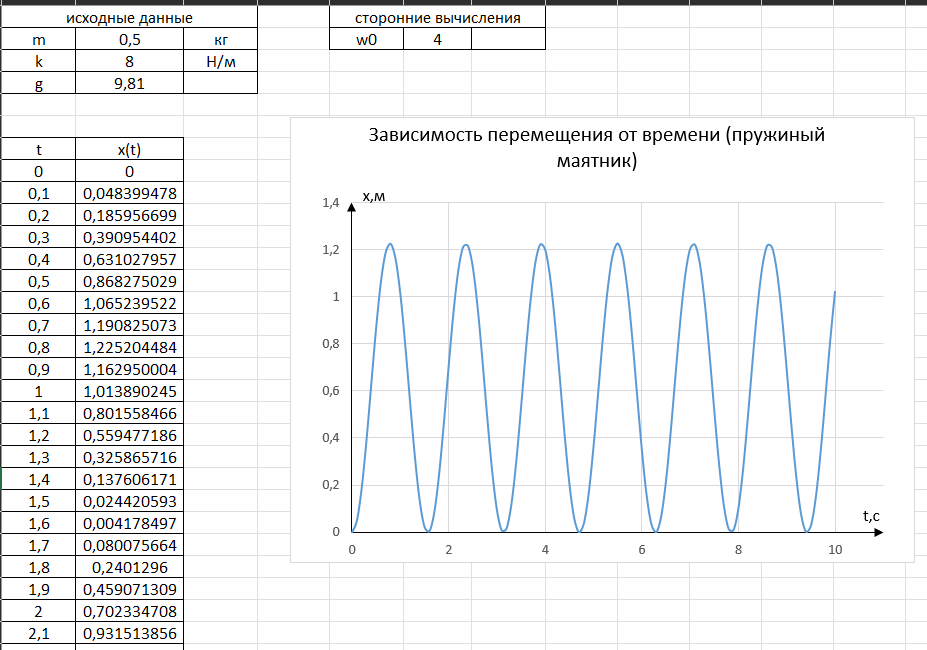 исходные данные
сторонние вычисления
m 0,5 кг
w0 4
k 8 Н/м
g 9,81
t x(t)
0 0
0,1 0,048399478
0,2 0,185956699
0,3 0,390954402
0,4 0,631027957
0,5 0,868275029
0,6 1,065239522
0,7 1,190825073
0,8 1,225204484
0,9 1,162950004
1 1,013890245
1,1 0,801558466
1,2 0,559477186
1,3 0,325865716
1,4 0,137606171
1,5 0,024420593
1,6 0,004178497
1,7 0,080075664
1,8 0,2401296
1,9 0,459071309
2 0,702334708
2,1 0,931513856
Зависимость перемещения от времени (пружиный
маятник)
х,м
1,4
1,2
1
0,8
0,6
0,4
0,2
0
t,c
0 2 4 6 8 10